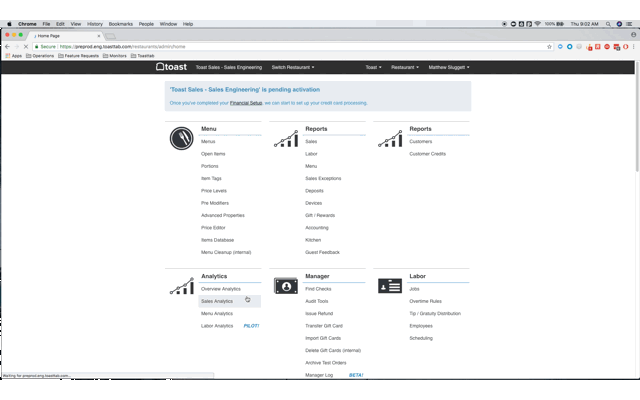 Chrome File Edit View History Bookmarks People Window Help 100% Thu 9:02 AM
Home Page
Secure https://preprod.eng.toasttab.com/restaurants/admin/home
Apps Operations Feature Requests Monitors Toasttab
toast Toast Sales - Sales Engineering Switch Restaurant Toast Restaurant Matthew Sluggett
'Toast Sales - Sales Engineering' is pending activation
Once you've completed your Financial Setup, we can start to set up your credit card processing.
Menu
Menus
Open Items
Portions
Item Tags
Price Levels
Pre Modifiers
Advanced Properties
Price Editor
Items Database
Menu Cleanup (internal)
Reports
Sales
Labor
Menu
Sales Exceptions
Deposits
Devices
Gift / Rewards
Accounting
Kitchen
Guest Feedback
Reports
Customers
Customer Credits
Analytics
Overview Analytics
Sales Analytics
Menu Analytics
Labor Analytics PILOT!
Manager
Find Checks
Audit Tools
Issue Refund
Transfer Gift Card
Import Gift Cards
Delete Gift Cards (internal)
Archive Test Orders
Manager Log BETA!
Labor
Jobs
Overtime Rules
Tip / Gratuity Distribution
Employees
Scheduling
Waiting for preprod.eng.toasttab.com...